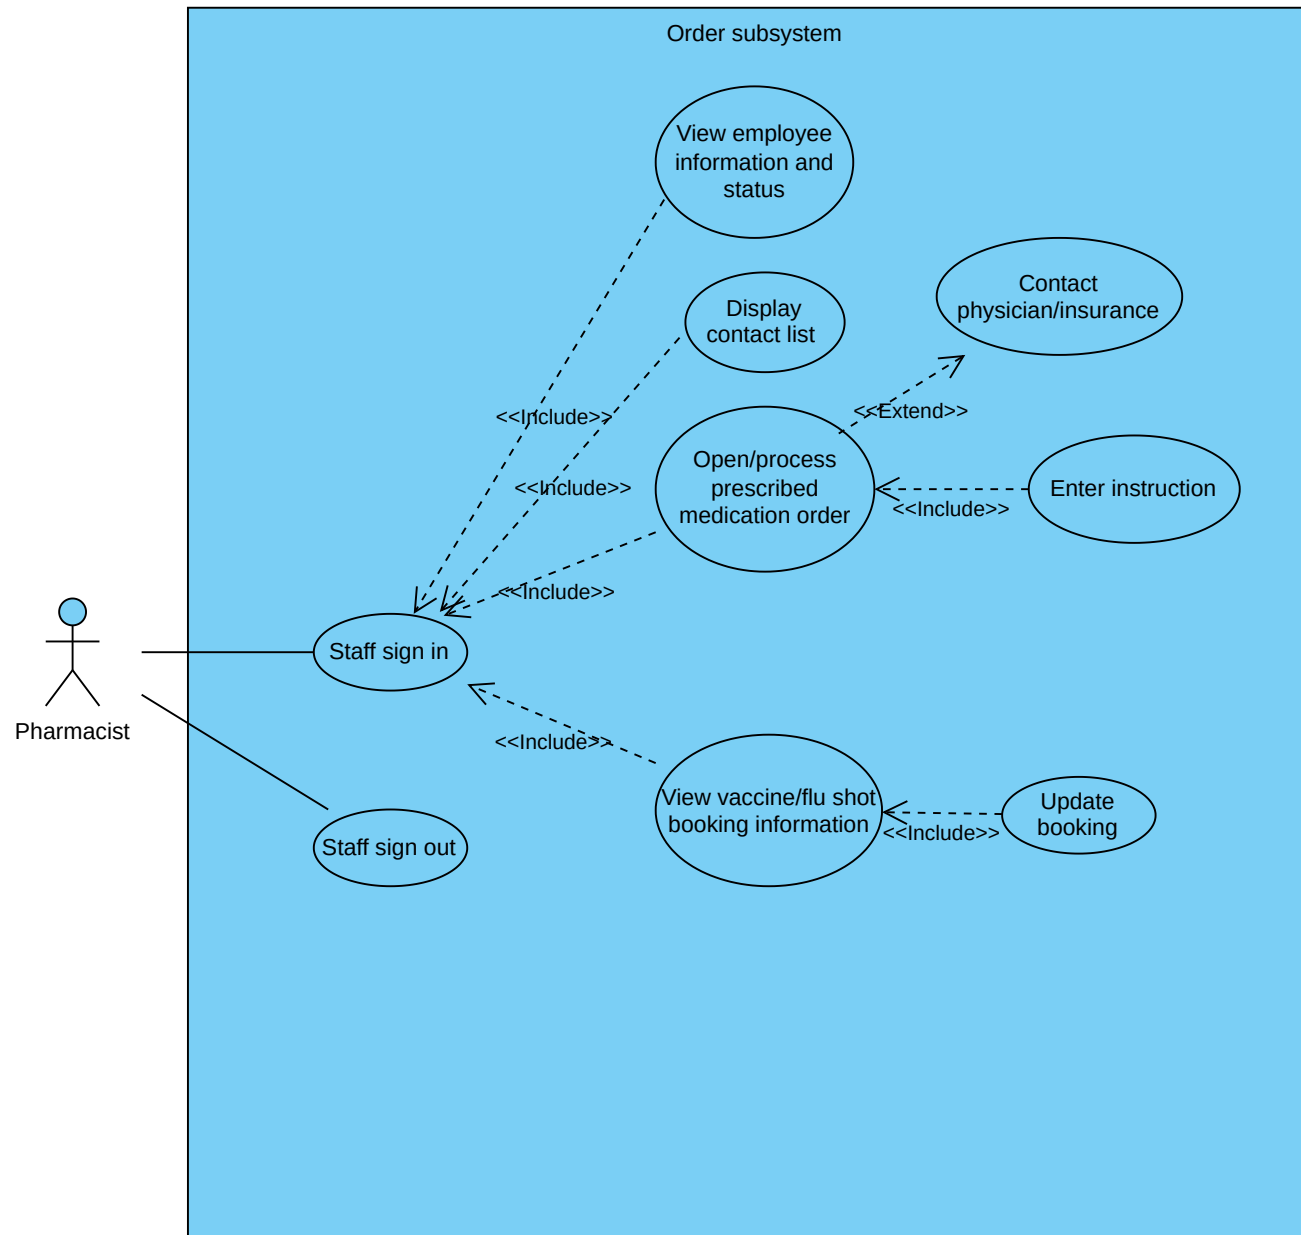 Order subsystem
View employee
information and
status
Display
contact list
Contact
physician/insurance
<<Include>>
<<Extend>>
Open/process
prescribed
medication order
<<Include>>
Enter instruction
<<Include>>
<<Include>>
Staff sign in
Pharmacist
<<Include>>
View vaccine/flu shot
booking information
Update
booking
<<Include>>
Staff sign out